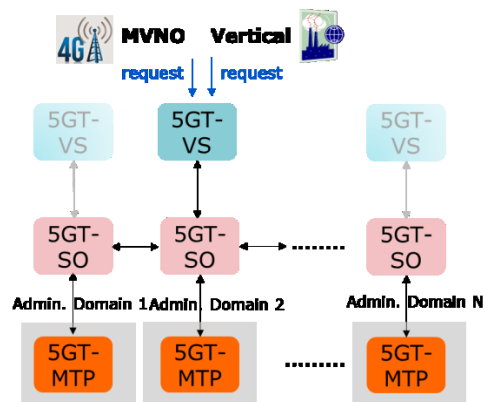 4G MVNO Vertical
request request
5GT-
VS
5GT-
VS
5GT-
VS
5GT-
SO
5GT-
SO
........
5GT-
SO
Admin. Domain 1
Admin. Domain 2
Admin. Domain N
5GT-
MTP
5GT-
MTP
........
5GT-
MTP